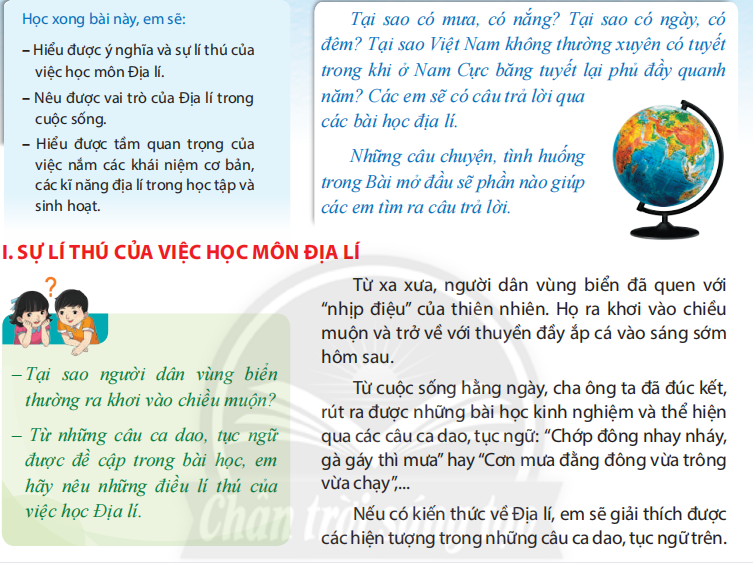 Học xong bài này, em sẽ:
– Hiểu được ý nghĩa và sự lí thú của
việc học môn Địa lí.
– Nêu được vai trò của Địa lí trong
cuộc sống.
– Hiểu được tầm quan trọng của
việc nắm các khái niệm cơ bản,
các kĩ năng địa lí trong học tập và
sinh hoạt.
Tại sao có mưa, có nắng? Tại sao có ngày, có
đêm? Tại sao Việt Nam không thường xuyên có tuyết
trong khi ở Nam Cực băng tuyết lại phủ đầy quanh
năm? Các em sẽ có câu trả lời qua
các bài học địa lí.
Những câu chuyện, tình huống
trong Bài mở đầu sẽ phần nào giúp
các em tìm ra câu trả lời.
I. SỰ LÍ THÚ CỦA VIỆC HỌC MÔN ĐỊA LÍ
?
– Tại sao người dân vùng biển
thường ra khơi vào chiều muộn?
– Từ những câu ca dao, tục ngữ
được đề cập trong bài học, em
hãy nêu những điều lí thú của
việc học Địa lí.
Từ xa xưa, người dân vùng biển đã quen với
“nhịp điệu” của thiên nhiên. Họ ra khơi vào chiều
muộn và trở về với thuyền đầy ắp cá vào sáng sớm
hôm sau.
Từ cuộc sống hằng ngày, cha ông ta đã đúc kết,
rút ra được những bài học kinh nghiệm và thể hiện
qua các câu ca dao, tục ngữ: “Chớp đông nhay nháy,
gà gáy thì mưa” hay “Cơn mưa đằng đông vừa trông
vừa chạy”,...
Nếu có kiến thức về Địa lí, em sẽ giải thích được
các hiện tượng trong những câu ca dao, tục ngữ trên.
Chân trời sáng tạo